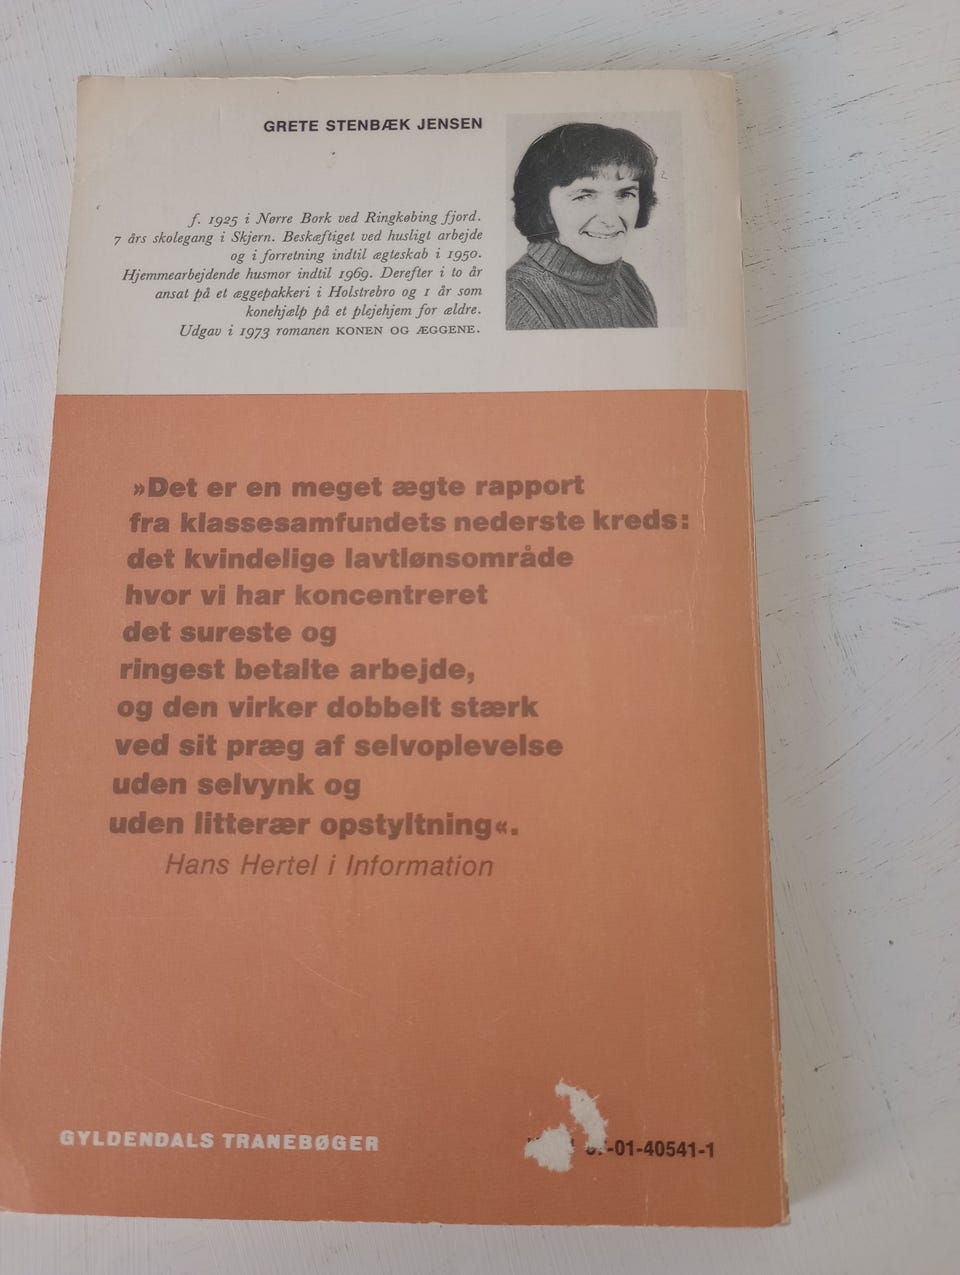 GRETE STENBÆK JENSEN
f. 1925 i Nørre Bork ved Ringkøbing fjord.
7 års skolegang i Skjern. Beskæftiget ved husligt arbejde
og i forretning indtil ægteskab i 1950.
Hjemmearbejdende husmor indtil 1969. Derefter i to år
ansat på et æggepakkeri i Holstrebro og 1 år som
konehjælp på et plejehjem for ældre.
Udgav i 1973 romanen KONEN OG ÆGGENE.
»Det er en meget ægte rapport
fra klassesamfundets nederste kreds:
det kvindelige lavtlønsområde
hvor vi har koncentreret
det sureste og
ringest betalte arbejde,
og den virker dobbelt stærk
ved sit præg af selvoplevelse
uden selvynk og
uden litterær opstyltning«.
Hans Hertel i Information
GYLDENDALS TRANEBØGER
-01-40541-1